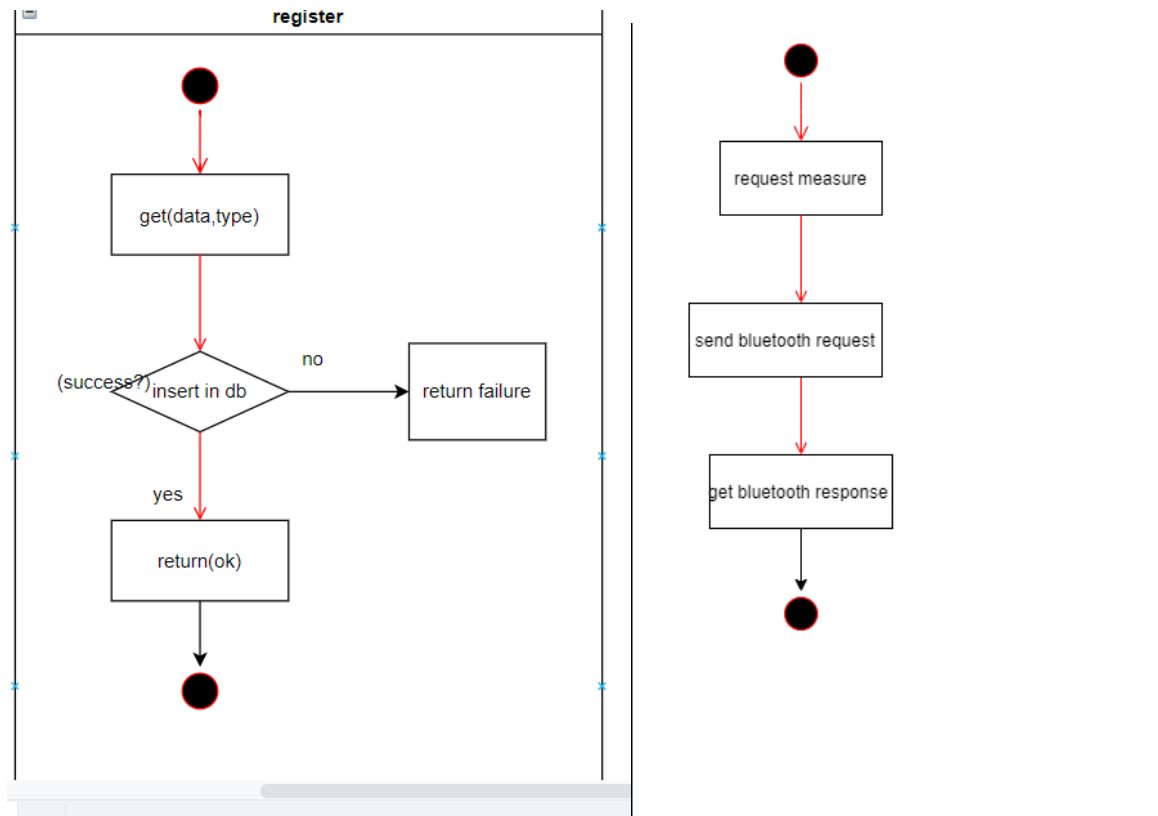 register
get(data,type)
(success?)
insert in db
no
return failure
yes
return(ok)
request measure
send bluetooth request
get bluetooth response